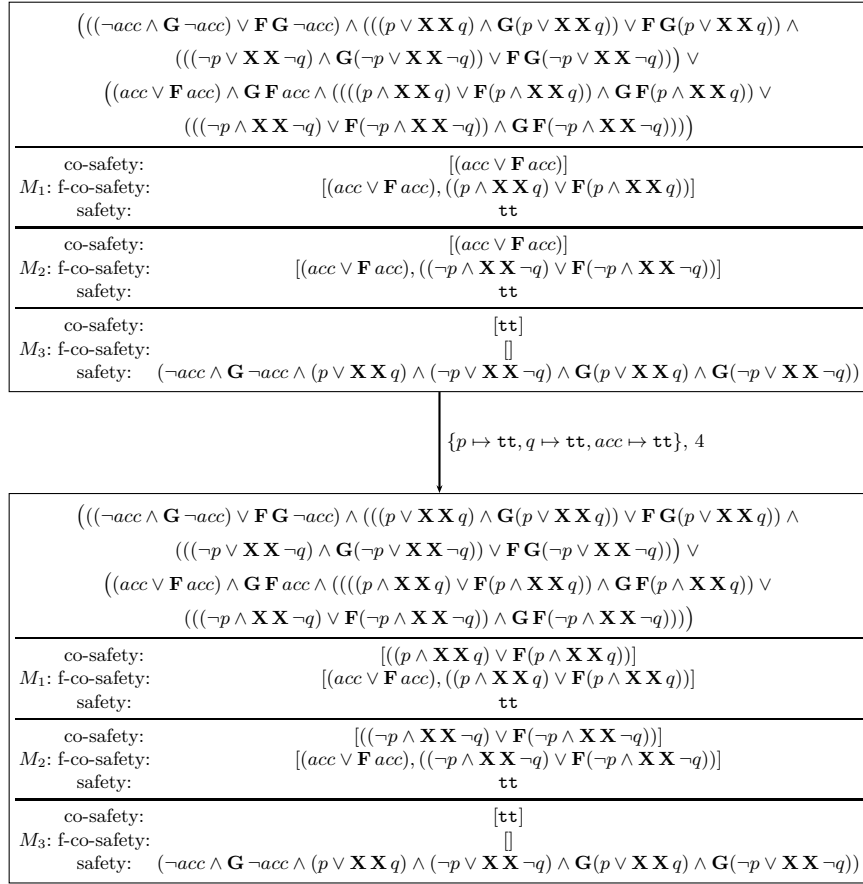 (((¬acc ∧ G ¬acc) ∨ F G ¬acc) ∧ (((p ∨ X X q) ∧ G(p ∨ X X q)) ∨ F G(p ∨ X X q)) ∧
(((¬p ∨ X X ¬q) ∧ G(¬p ∨ X X ¬q)) ∨ F G(¬p ∨ X X ¬q))) ∨
((acc ∨ F acc) ∧ G F acc ∧ ((((p ∧ X X q) ∨ F(p ∧ X X q)) ∧ G F(p ∧ X X q)) ∨
(((¬p ∧ X X ¬q) ∨ F(¬p ∧ X X ¬q)) ∧ G F(¬p ∧ X X ¬q))))
co-safety: [(acc ∨ F acc)]
M₁: f-co-safety: [(acc ∨ F acc), ((p ∧ X X q) ∨ F(p ∧ X X q))]
safety: tt
co-safety: [(acc ∨ F acc)]
M₂: f-co-safety: [(acc ∨ F acc), ((¬p ∧ X X ¬q) ∨ F(¬p ∧ X X ¬q))]
safety: tt
co-safety: [tt]
M₃: f-co-safety: []
safety: (¬acc ∧ G ¬acc ∧ (p ∨ X X q) ∧ (¬p ∨ X X ¬q) ∧ G(p ∨ X X q) ∧ G(¬p ∨ X X ¬q))
{p ↦ tt, q ↦ tt, acc ↦ tt}, 4
(((¬acc ∧ G ¬acc) ∨ F G ¬acc) ∧ (((p ∨ X X q) ∧ G(p ∨ X X q)) ∨ F G(p ∨ X X q)) ∧
(((¬p ∨ X X ¬q) ∧ G(¬p ∨ X X ¬q)) ∨ F G(¬p ∨ X X ¬q))) ∨
((acc ∨ F acc) ∧ G F acc ∧ ((((p ∧ X X q) ∨ F(p ∧ X X q)) ∧ G F(p ∧ X X q)) ∨
(((¬p ∧ X X ¬q) ∨ F(¬p ∧ X X ¬q)) ∧ G F(¬p ∧ X X ¬q))))
co-safety: [((p ∧ X X q) ∨ F(p ∧ X X q))]
M₁: f-co-safety: [(acc ∨ F acc), ((p ∧ X X q) ∨ F(p ∧ X X q))]
safety: tt
co-safety: [((¬p ∧ X X ¬q) ∨ F(¬p ∧ X X ¬q))]
M₂: f-co-safety: [(acc ∨ F acc), ((¬p ∧ X X ¬q) ∨ F(¬p ∧ X X ¬q))]
safety: tt
co-safety: [tt]
M₃: f-co-safety: []
safety: (¬acc ∧ G ¬acc ∧ (p ∨ X X q) ∧ (¬p ∨ X X ¬q) ∧ G(p ∨ X X q) ∧ G(¬p ∨ X X ¬q))